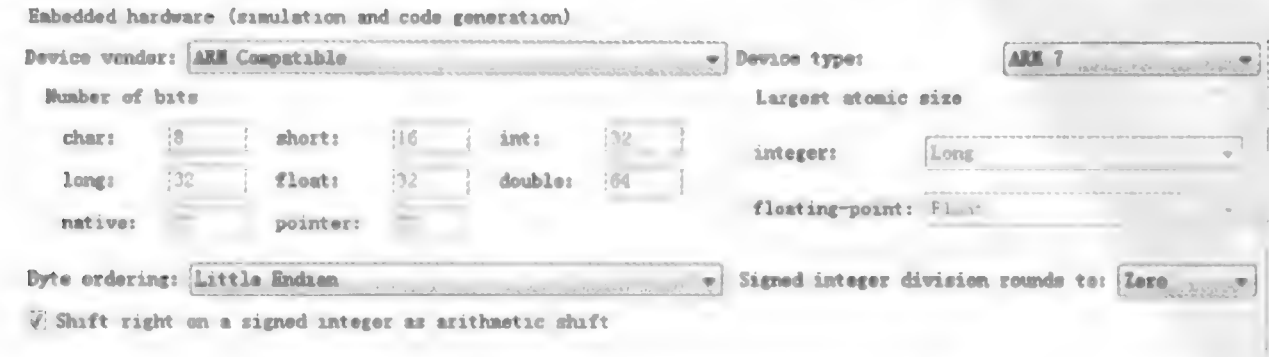 Embedded hardware (simulation and code generation)
Device vendor: ARM Compatible Device type: ARM 7
Number of bits Largest atomic size
char: 8 short: 16 int: 32
integer: Long
long: 32 float: 32 double: 64
floating-point: Float
native: pointer:
Byte ordering: Little Endian Signed integer division rounds to: Zero
Shift right on a signed integer as arithmetic shift